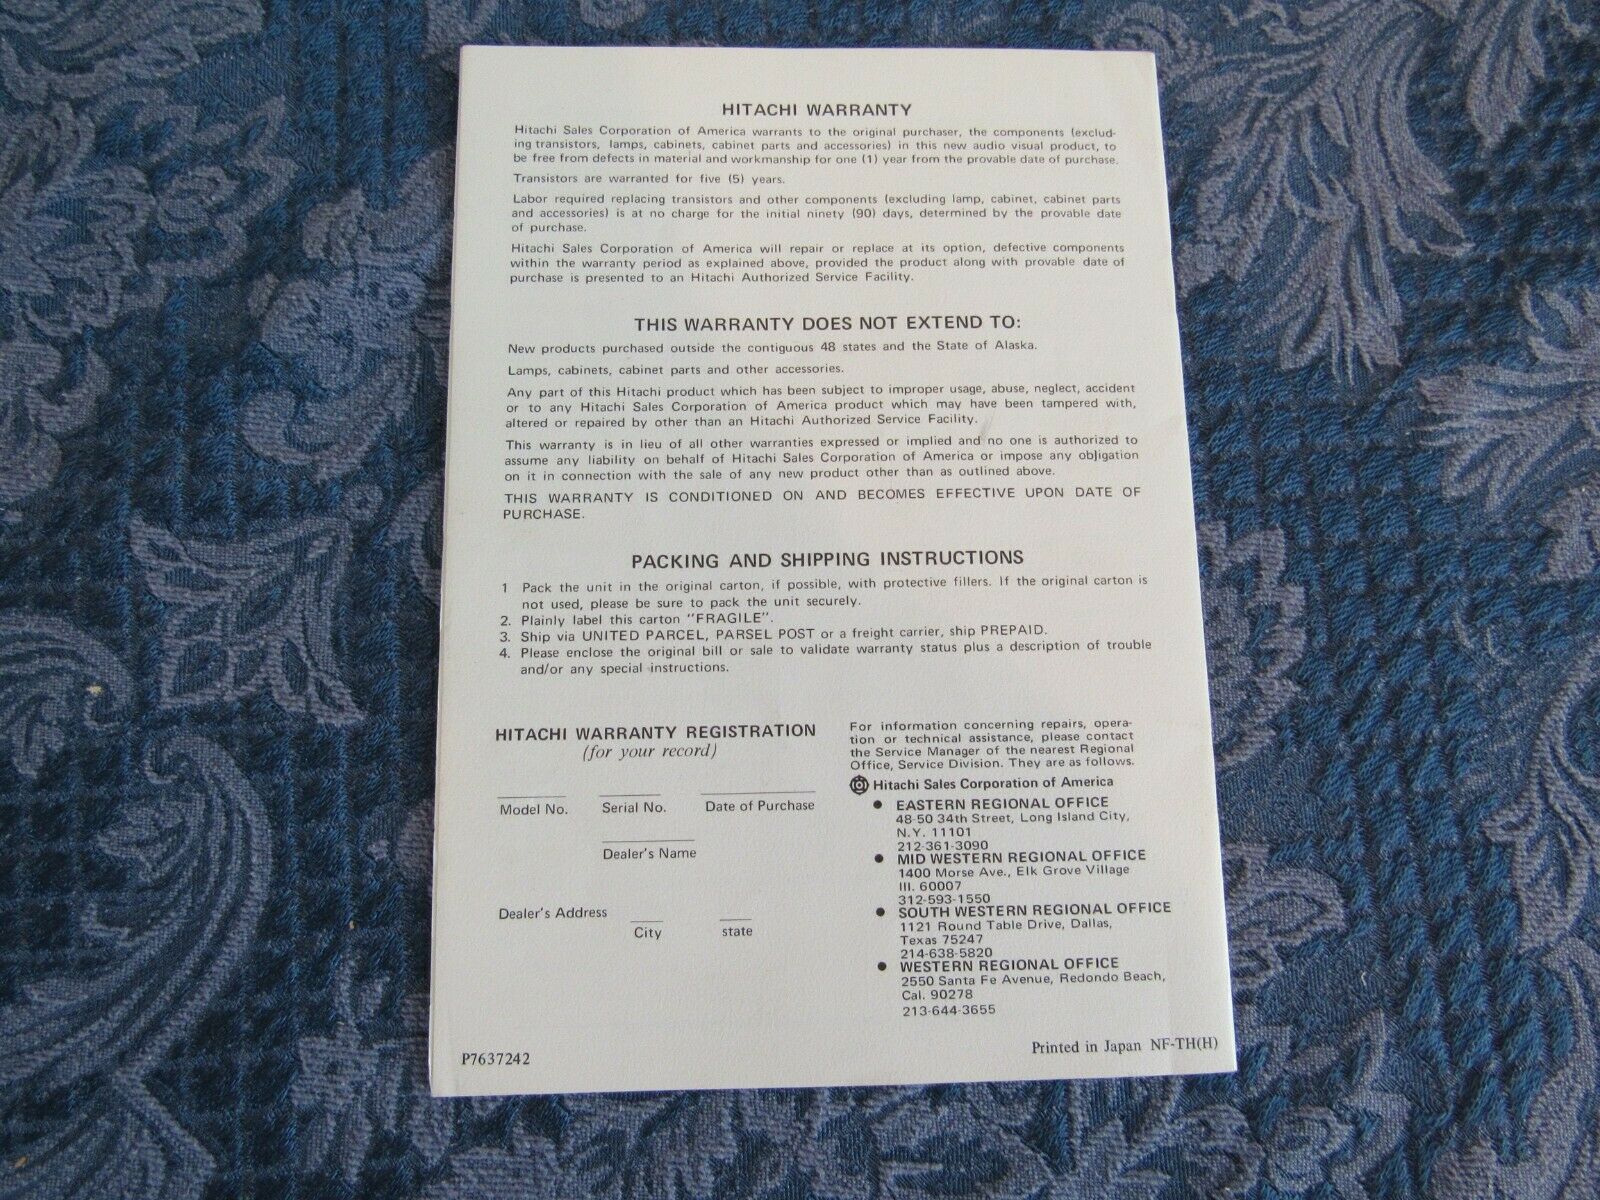 HITACHI WARRANTY
Hitachi Sales Corporation of America warrants to the original purchaser, the components (exclud-
ing transistors, lamps, cabinets, cabinet parts and accessories) in this new audio visual product, to
be free from defects in material and workmanship for one (1) year from the provable date of purchase.
Transistors are warranted for five (5) years.
Labor required replacing transistors and other components (excluding lamp, cabinet, cabinet parts
and accessories) is at no charge for the initial ninety (90) days, determined by the provable date
of purchase.
Hitachi Sales Corporation of America will repair or replace at its option, defective components
within the warranty period as explained above, provided the product along with provable date of
purchase is presented to an Hitachi Authorized Service Facility.
THIS WARRANTY DOES NOT EXTEND TO:
New products purchased outside the contiguous 48 states and the State of Alaska.
Lamps, cabinets, cabinet parts and other accessories.
Any part of this Hitachi product which has been subject to improper usage, abuse, neglect, accident
or to any Hitachi Sales Corporation of America product which may have been tampered with,
altered or repaired by other than an Hitachi Authorized Service Facility.
This warranty is in lieu of all other warranties expressed or implied and no one is authorized to
assume any liability on behalf of Hitachi Sales Corporation of America or impose any obligation
on it in connection with the sale of any new product other than as outlined above.
THIS WARRANTY IS CONDITIONED ON AND BECOMES EFFECTIVE UPON DATE OF
PURCHASE.
PACKING AND SHIPPING INSTRUCTIONS
1 Pack the unit in the original carton, if possible, with protective fillers. If the original carton is
not used, please be sure to pack the unit securely.
2. Plainly label this carton "FRAGILE".
3. Ship via UNITED PARCEL, PARSEL POST or a freight carrier, ship PREPAID.
4. Please enclose the original bill or sale to validate warranty status plus a description of trouble
and/or any special instructions.
HITACHI WARRANTY REGISTRATION
(for your record)
Model No. Serial No. Date of Purchase
Dealer's Name
Dealer's Address
City state
For information concerning repairs, opera-
tion or technical assistance, please contact
the Service Manager of the nearest Regional
Office, Service Division. They are as follows.
Hitachi Sales Corporation of America
● EASTERN REGIONAL OFFICE
48-50 34th Street, Long Island City,
N.Y. 11101
212-361-3090
● MID WESTERN REGIONAL OFFICE
1400 Morse Ave., Elk Grove Village
Ill. 60007
312-593-1550
● SOUTH WESTERN REGIONAL OFFICE
1121 Round Table Drive, Dallas,
Texas 75247
214-638-5820
● WESTERN REGIONAL OFFICE
2550 Santa Fe Avenue, Redondo Beach,
Cal. 90278
213-644-3655
P7637242
Printed in Japan NF-TH(H)